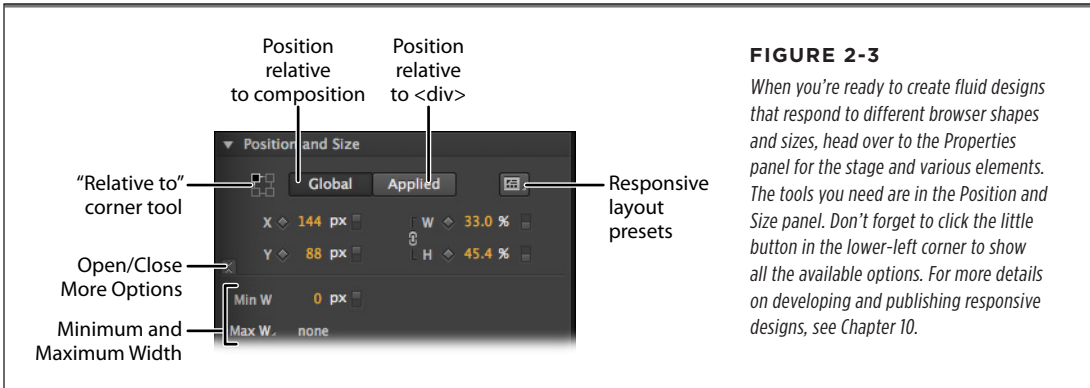 Position
relative
to composition
Position
relative
to <div>
Position and Size
"Relative to"
corner tool
Global
Applied
Responsive
layout
presets
X 144 px W 33.0 %
Y 88 px H 45.4 %
Open/Close
More Options
Min W 0 px
Max W none
Minimum and
Maximum Width
FIGURE 2-3
When you’re ready to create fluid designs
that respond to different browser shapes
and sizes, head over to the Properties
panel for the stage and various elements.
The tools you need are in the Position and
Size panel. Don’t forget to click the little
button in the lower-left corner to show
all the available options. For more details
on developing and publishing responsive
designs, see Chapter 10.